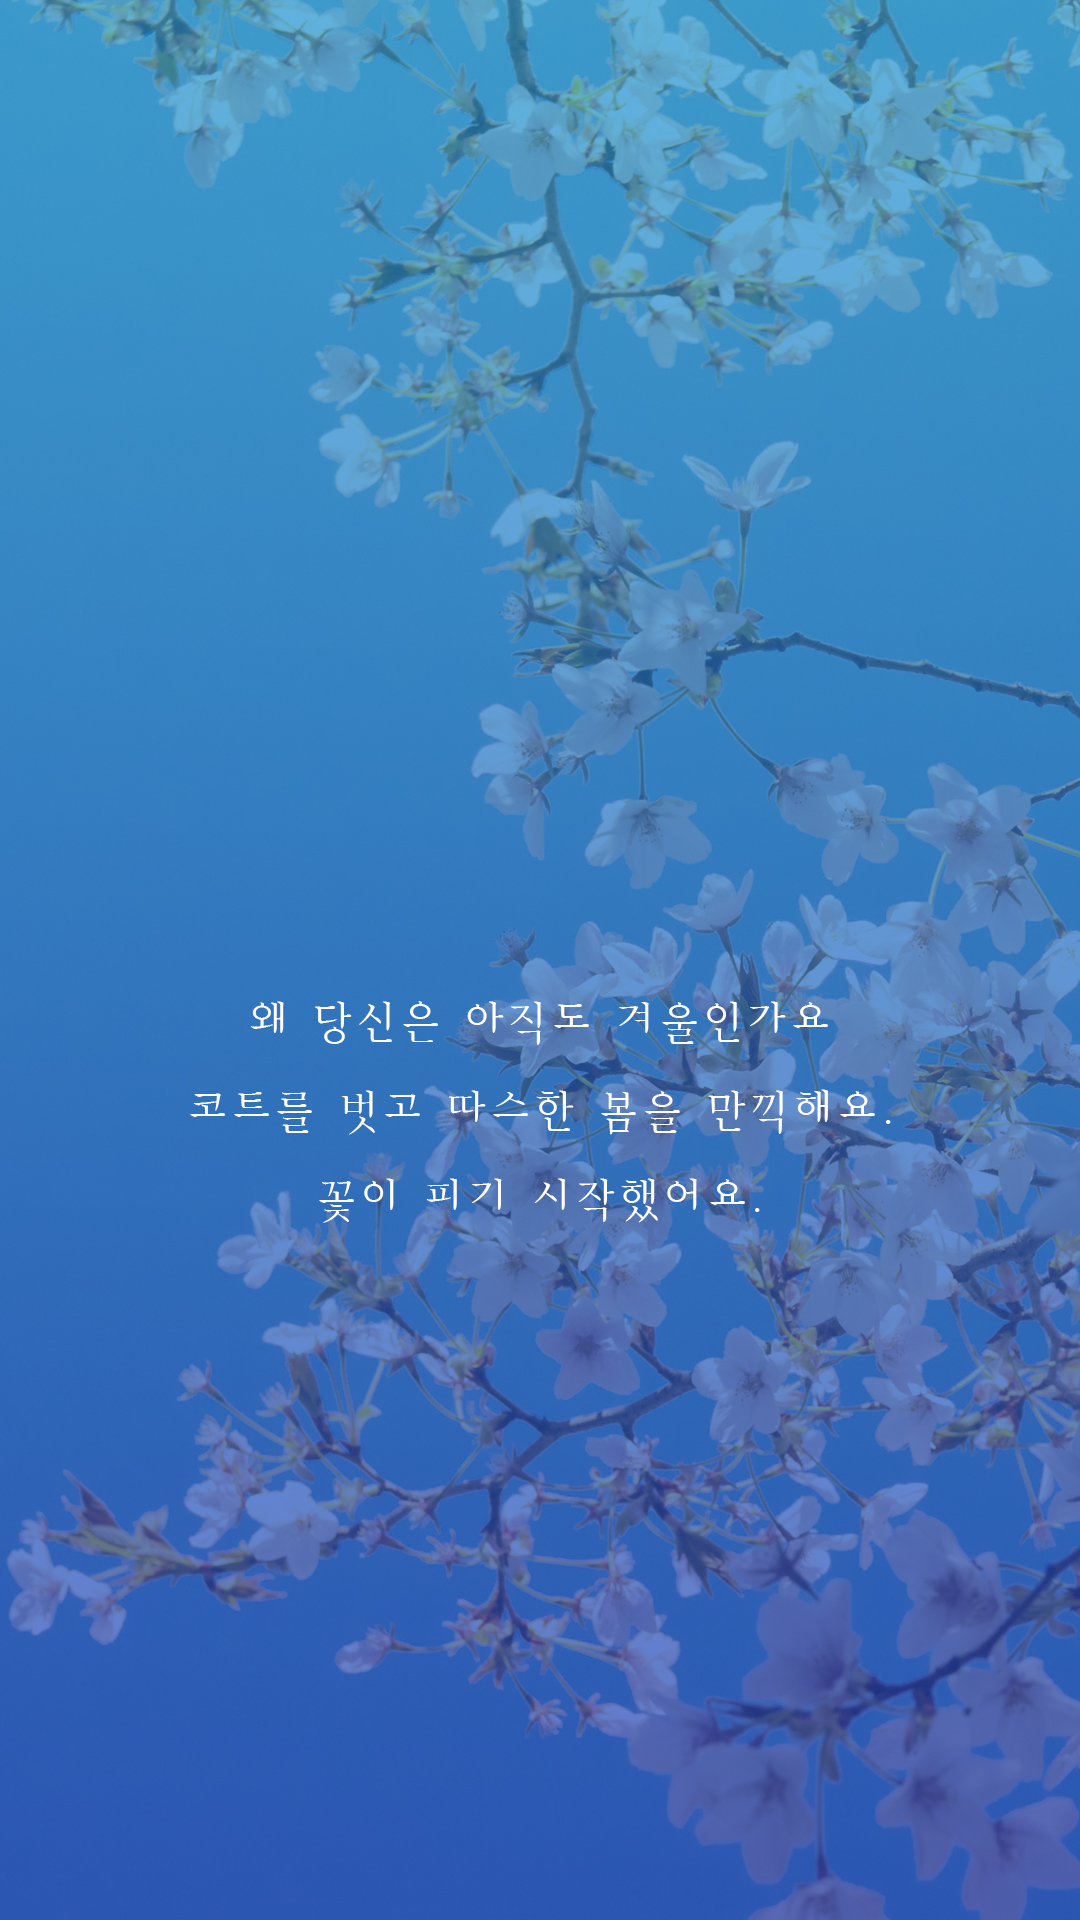 왜 당신은 아직도 겨울인가요
코트를 벗고 따스한 봄을 만끽해요.
꽃이 피기 시작했어요.